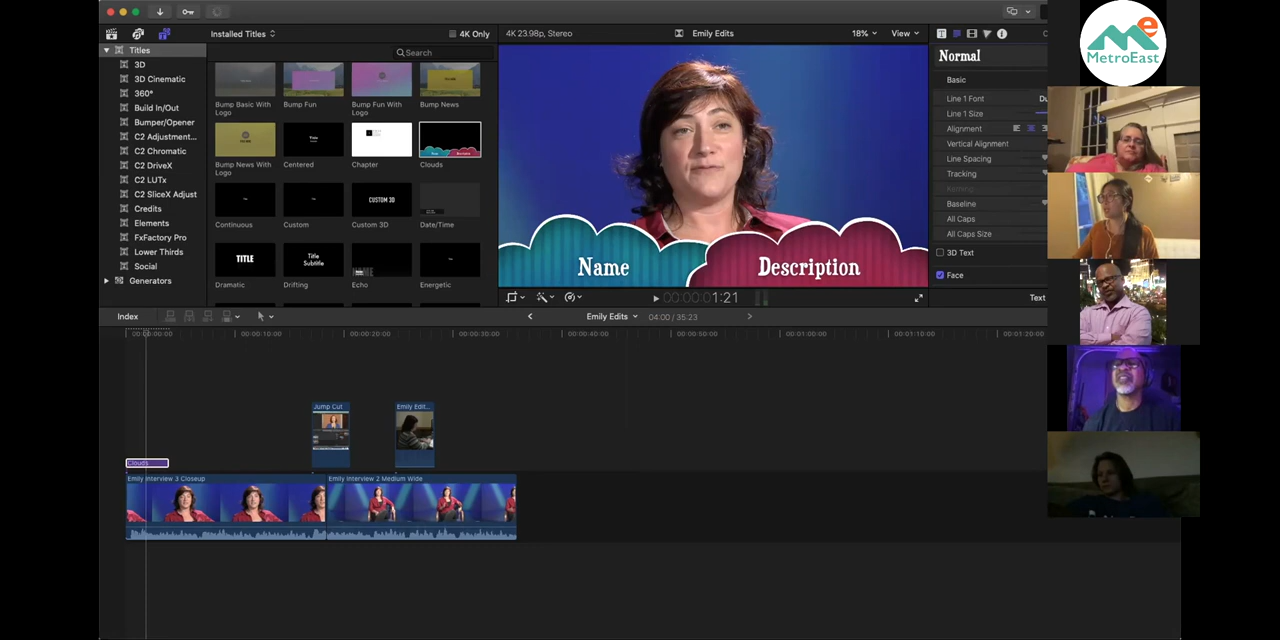 Installed Titles
4K Only
4K 23.98p, Stereo
Emily Edits
18%
View
Titles
3D
3D Cinematic
360°
Build In/Out
Bumper/Opener
C2 Adjustment...
C2 Chromatic
C2 DriveX
C2 LUTx
C2 SliceX Adjust
Credits
Elements
FxFactory Pro
Lower Thirds
Social
Generators
Search
Bump Basic With Logo
Bump Fun
Bump Fun With Logo
Bump News
Bump News With Logo
Centered
Chapter
Clouds
Continuous
Custom
CUSTOM 3D
Custom 3D
Date/Time
TITLE
Dramatic
Title
Subtitle
Drifting
Echo
Energetic
Name
Description
1:21
Normal
Basic
Line 1 Font
Du
Line 1 Size
Alignment
Vertical Alignment
Line Spacing
Tracking
Kerning
Baseline
All Caps
All Caps Size
3D Text
Face
Text
Me
MetroEast
Index
Emily Edits
04:00 / 35:23
00:00:00:00
00:00:10:00
00:00:20:00
00:00:30:00
00:00:40:00
00:00:50:00
00:01:00:00
00:01:10:00
00:01:20:00
Jump Cut
Emily Edit...
Clouds
Emily Interview 3 Closeup
Emily Interview 2 Medium Wide